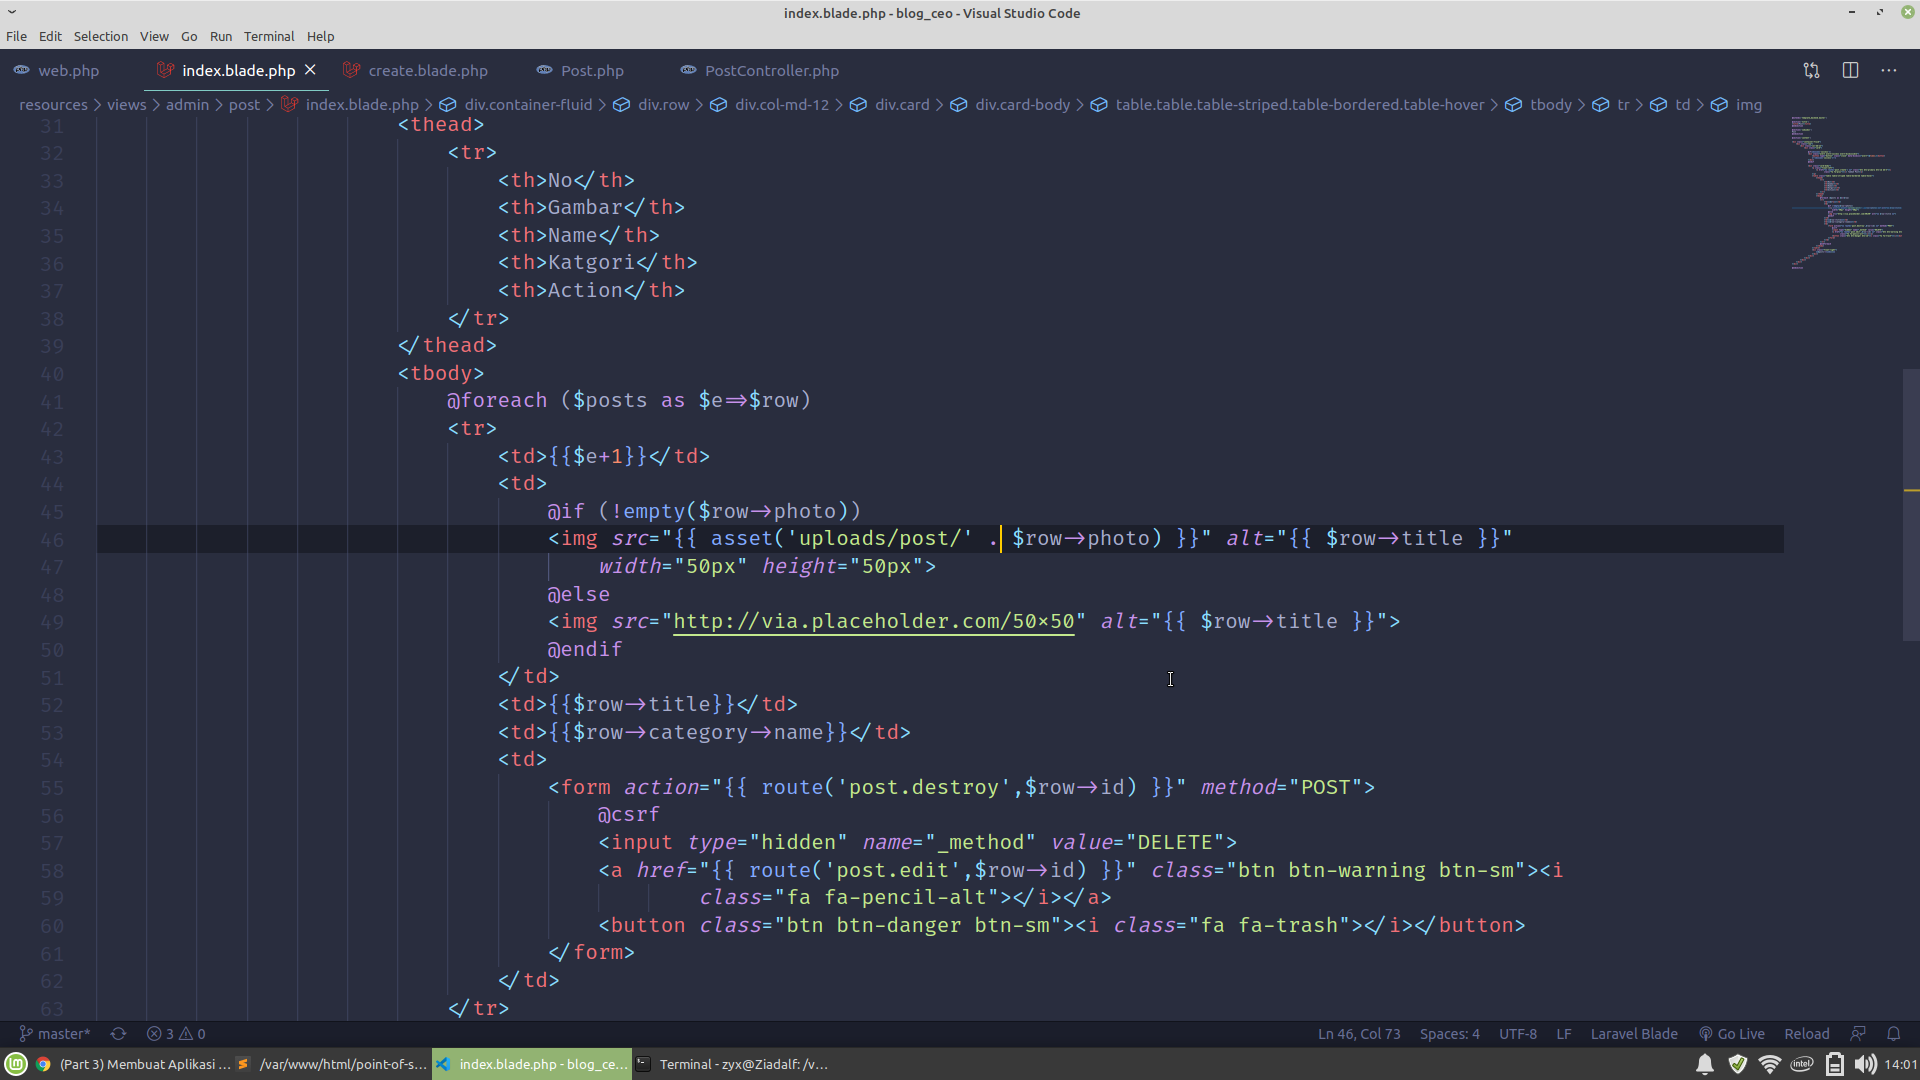 index.blade.php - blog_ceo - Visual Studio Code
File Edit Selection View Go Run Terminal Help
web.php index.blade.php create.blade.php Post.php PostController.php
resources > views > admin > post > index.blade.php > div.container-fluid > div.row > div.col-md-12 > div.card > div.card-body > table.table.table-striped.table-bordered.table-hover > tbody > tr > td > img
31 <thead>
32 <tr>
33 <th>No</th>
34 <th>Gambar</th>
35 <th>Name</th>
36 <th>Katgori</th>
37 <th>Action</th>
38 </tr>
39 </thead>
40 <tbody>
41 @foreach ($posts as $e=>$row)
42 <tr>
43 <td>{{$e+1}}</td>
44 <td>
45 @if (!empty($row->photo))
46 <img src="{{ asset('uploads/post/' . $row->photo) }}" alt="{{ $row->title }}"
47 width="50px" height="50px">
48 @else
49 <img src="http://via.placeholder.com/50x50" alt="{{ $row->title }}">
50 @endif
51 </td>
52 <td>{{$row->title}}</td>
53 <td>{{$row->category->name}}</td>
54 <td>
55 <form action="{{ route('post.destroy',$row->id) }}" method="POST">
56 @csrf
57 <input type="hidden" name="_method" value="DELETE">
58 <a href="{{ route('post.edit',$row->id) }}" class="btn btn-warning btn-sm"><i
59 class="fa fa-pencil-alt"></i></a>
60 <button class="btn btn-danger btn-sm"><i class="fa fa-trash"></i></button>
61 </form>
62 </td>
63 </tr>
master* 3 0 Ln 46, Col 73 Spaces: 4 UTF-8 LF Laravel Blade Go Live Reload
(Part 3) Membuat Aplikasi ... /var/www/html/point-of-s... index.blade.php - blog_ce... Terminal - zyx@Ziadalf: /v... intel 14:01